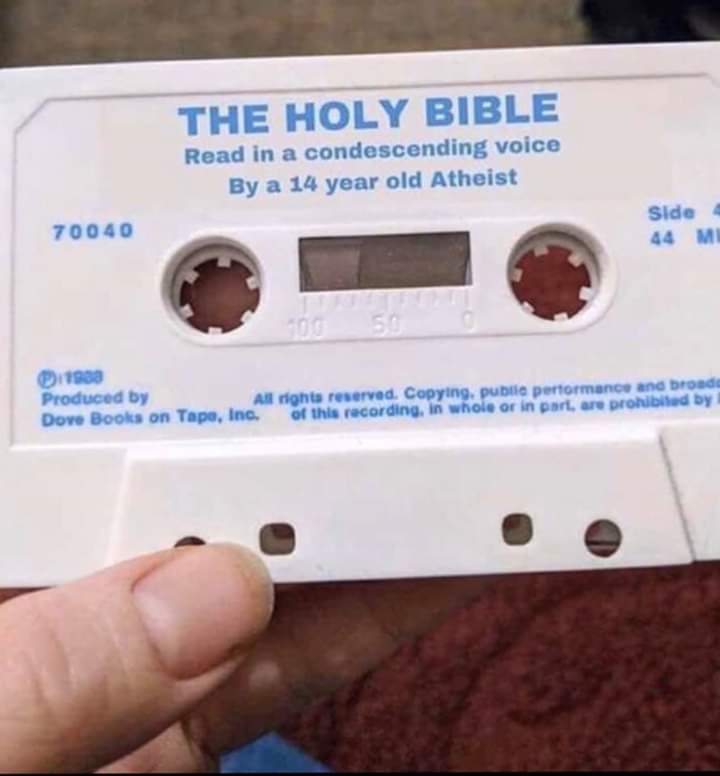 THE HOLY BIBLE
Read in a condescending voice
By a 14 year old Atheist
70040
Side
44
100 50 0
Ⓟ 1988
Produced by
Dove Books on Tape, Inc.
All rights reserved. Copying, public performance and
of this recording, in whole or in part, are prohibited by